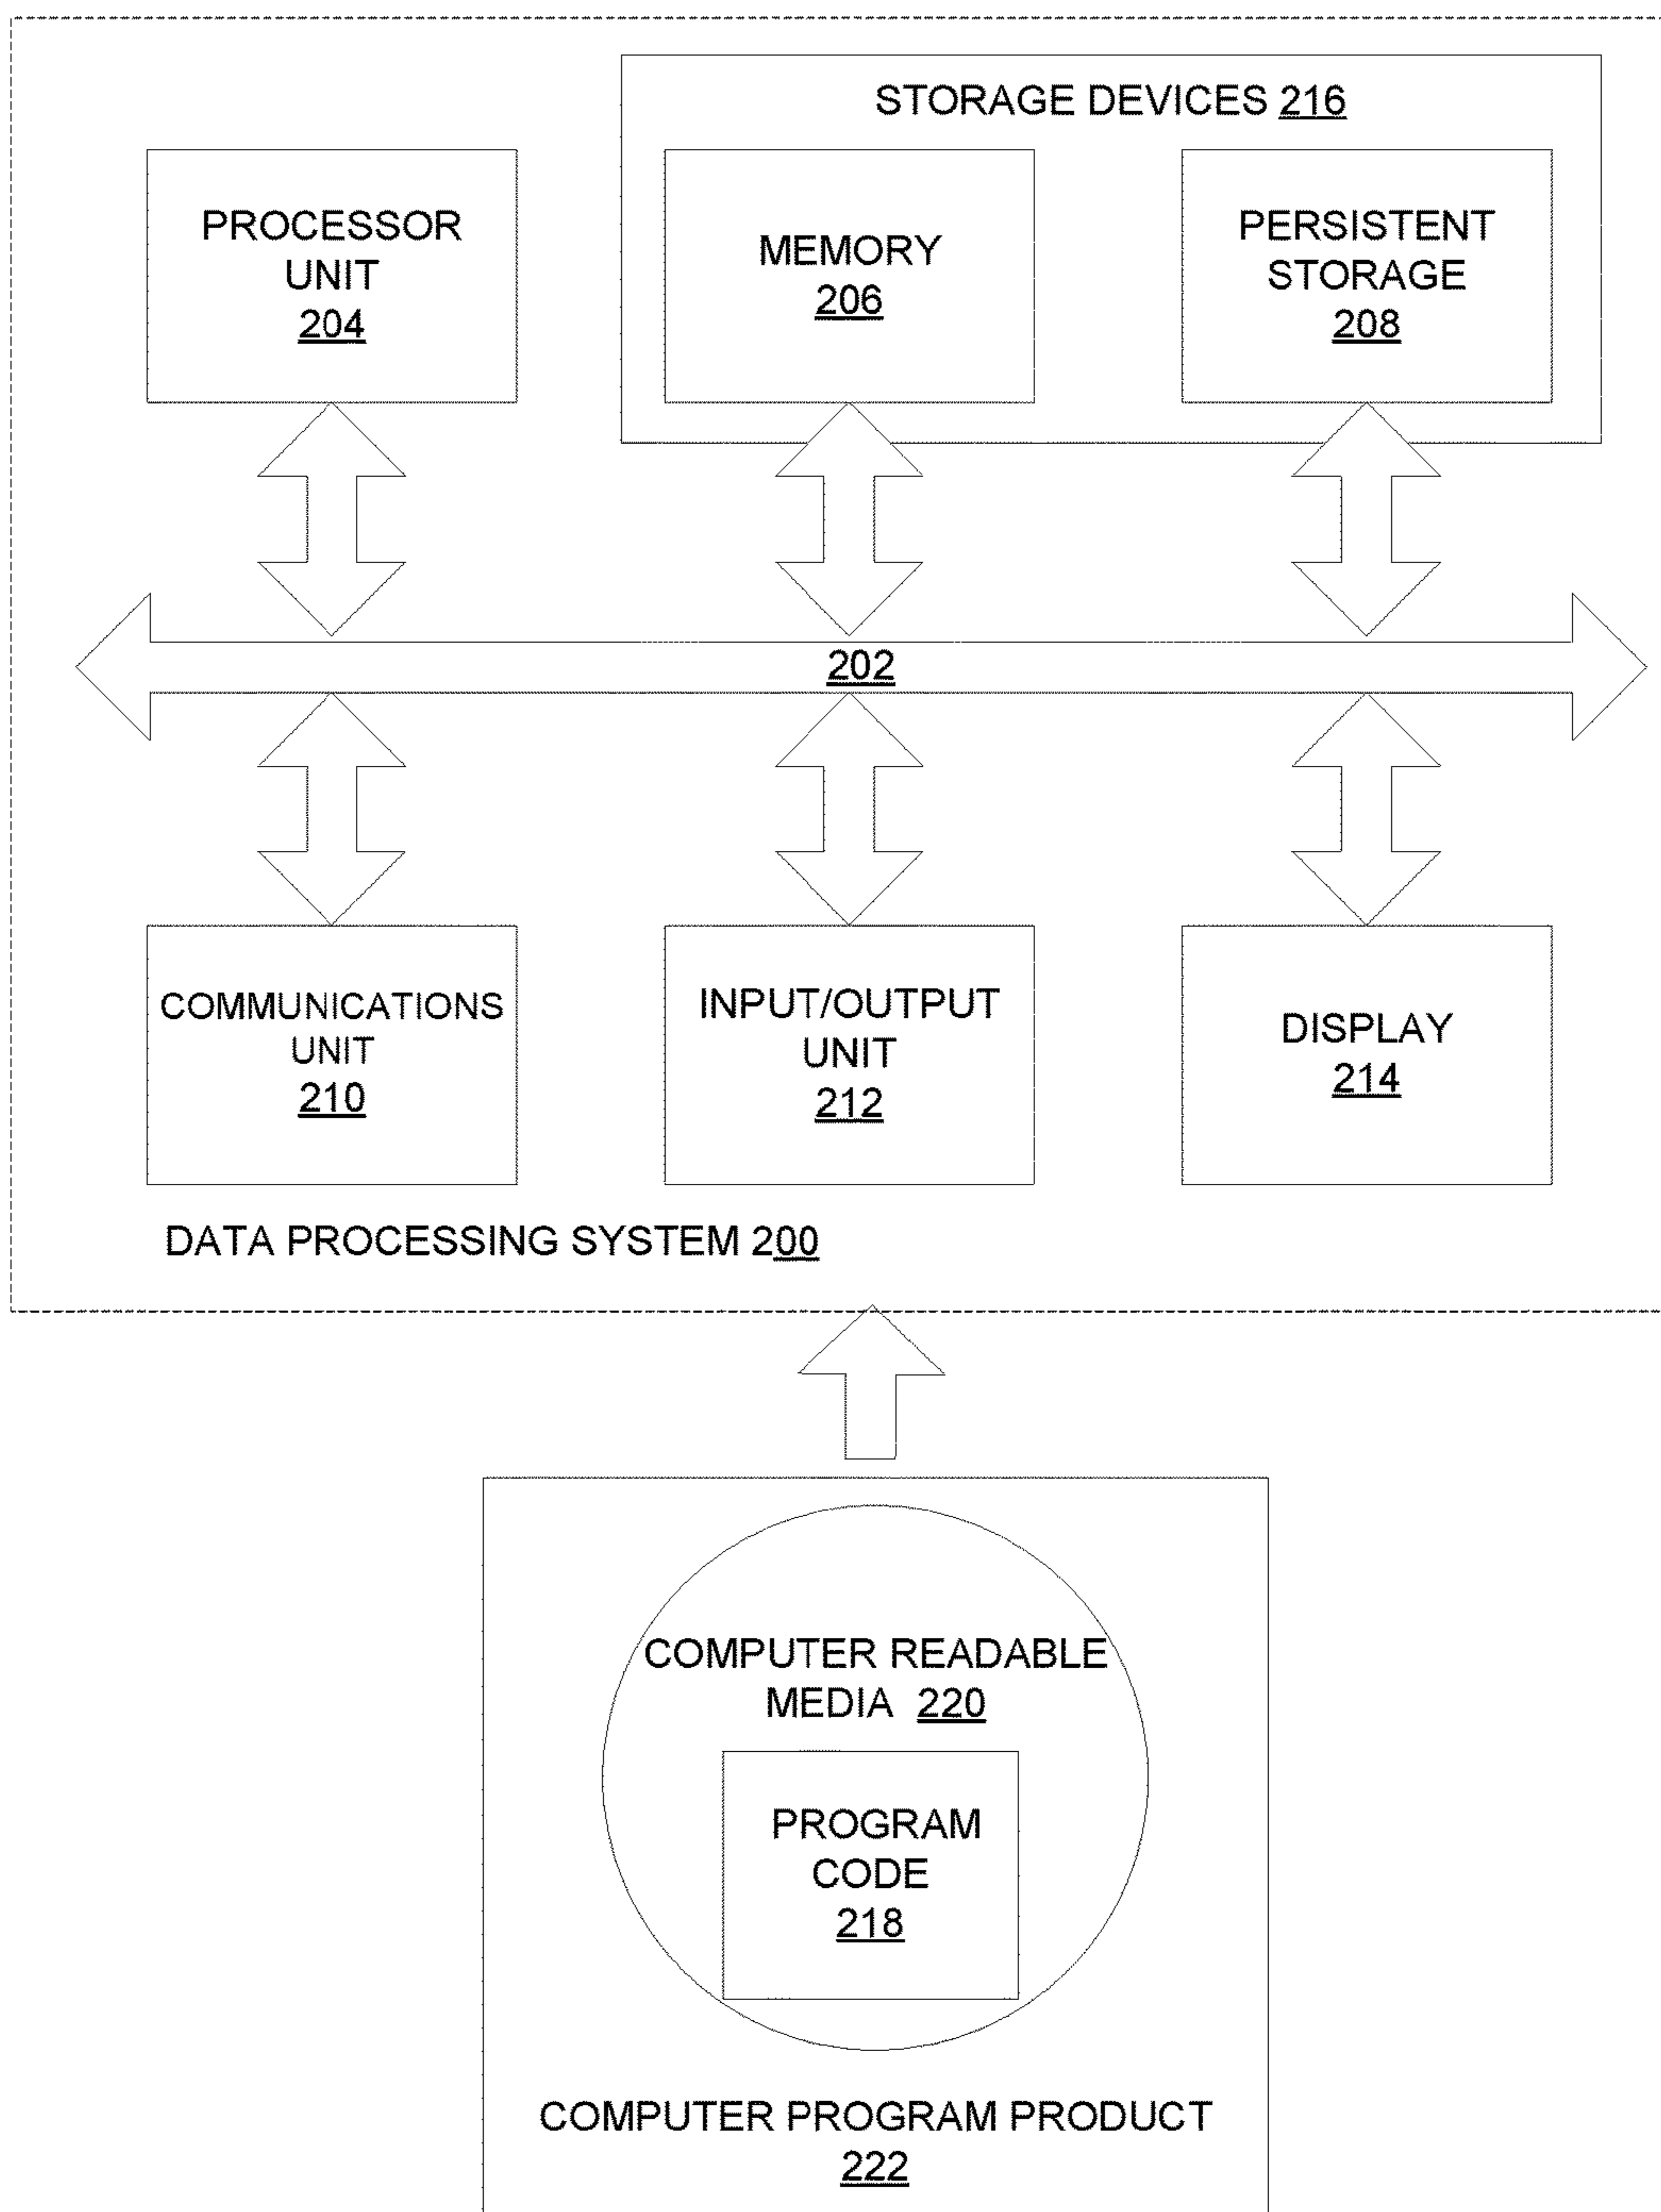 STORAGE DEVICES 216
PROCESSOR
UNIT
204
MEMORY
206
PERSISTENT
STORAGE
208
202
COMMUNICATIONS
UNIT
210
INPUT/OUTPUT
UNIT
212
DISPLAY
214
DATA PROCESSING SYSTEM 200
COMPUTER READABLE
MEDIA 220
PROGRAM
CODE
218
COMPUTER PROGRAM PRODUCT
222